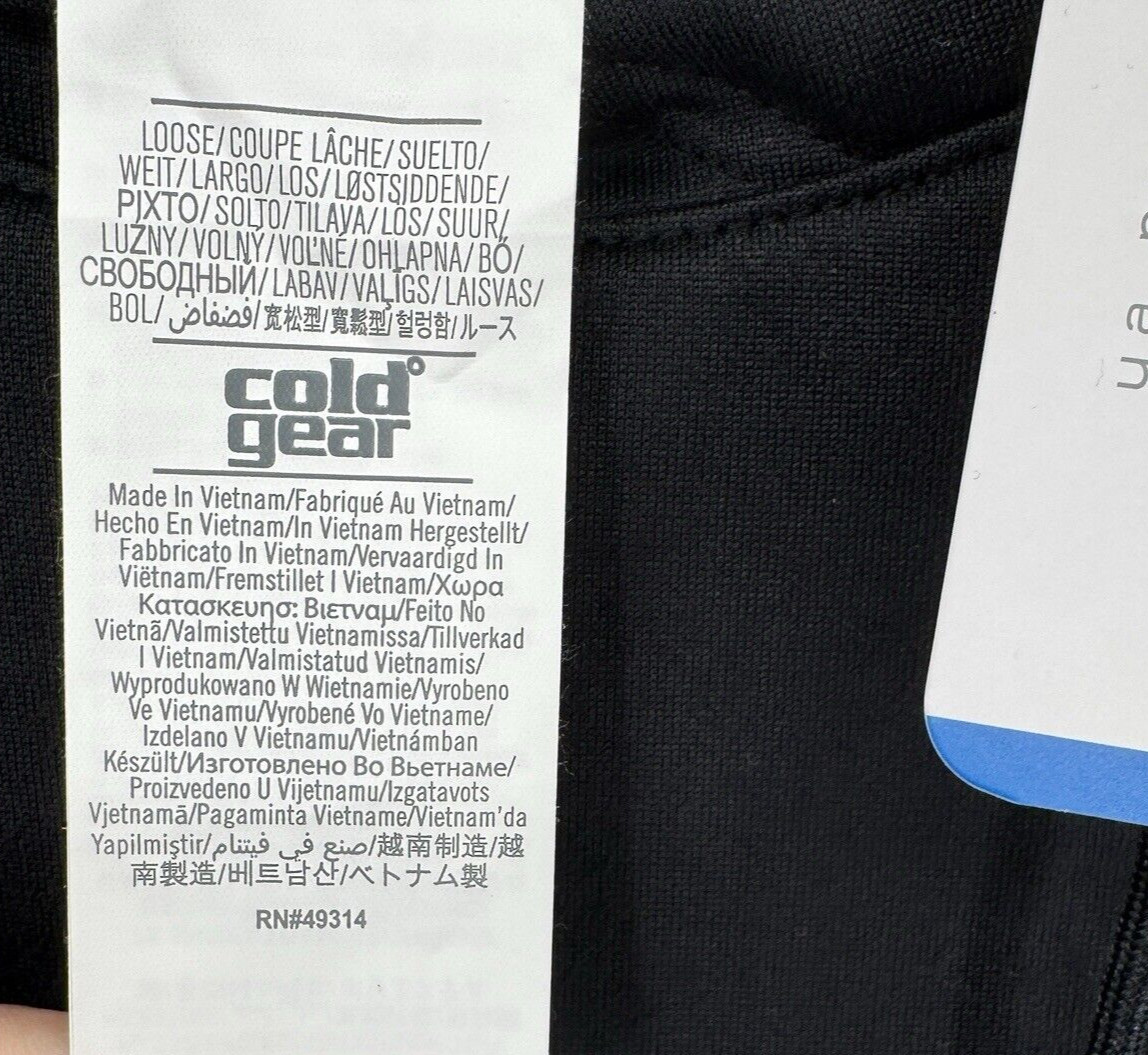 LOOSE/COUPE LÂCHE/SUELTO/
WEIT/LARGO/LOS/LØSTSIDDENDE/
ΡΙΧΤΟ/SOLTO/TILAVA/LÖS/SUUR/
LUŹNY/VOLNÝ/VOĽNÉ/OHLAPNA/BŐ/
СВОБОДНЫЙ/LABAV/VAĻĪGS/LAISVAS/
BOL/فضفاض/宽松型/寬鬆型/헐렁함/ルース
cold°
gear
Made In Vietnam/Fabriqué Au Vietnam/
Hecho En Vietnam/In Vietnam Hergestellt/
Fabbricato In Vietnam/Vervaardigd In
Viëtnam/Fremstillet I Vietnam/Χωρα
Κατασκευησ: Βιετναμ/Feito No
Vietnã/Valmistettu Vietnamissa/Tillverkad
I Vietnam/Valmistatud Vietnamis/
Wyprodukowano W Wietnamie/Vyrobeno
Ve Vietnamu/Vyrobené Vo Vietname/
Izdelano V Vietnamu/Vietnámban
Készült/Изготовлено Во Вьетнаме/
Proizvedeno U Vijetnamu/Izgatavots
Vjetnamā/Pagaminta Vietname/Vietnam'da
Yapilmiştir/صنع في فيتنام/越南制造/越
南製造/베트남산/ベトナム製
RN#49314